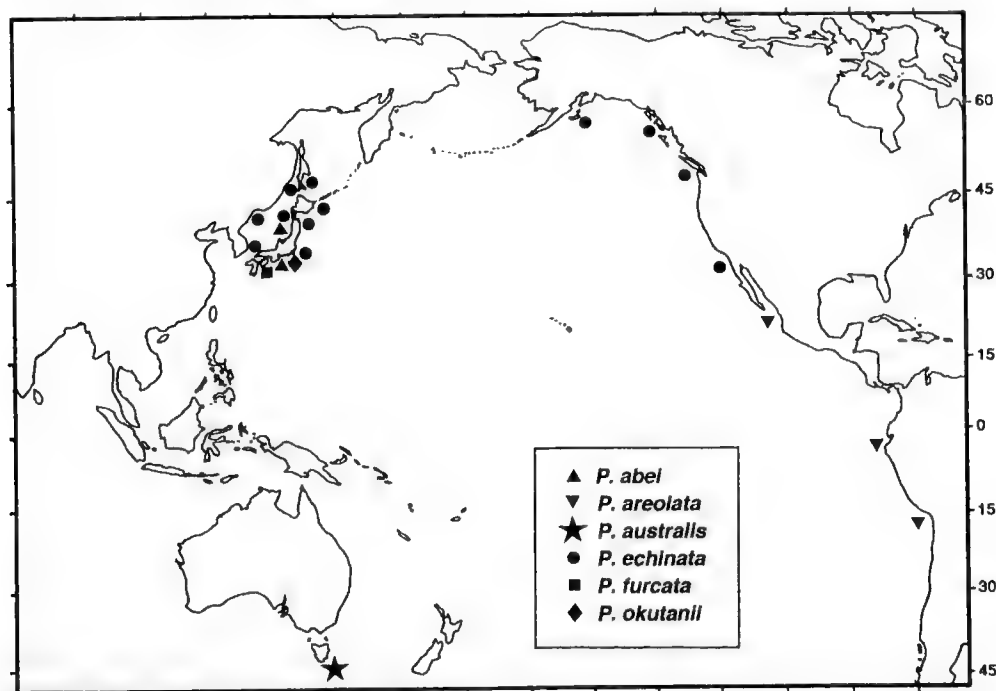 60
45
30
15
0
15
30
45
P. abei
P. areolata
P. australis
P. echinata
P. furcata
P. okutanii